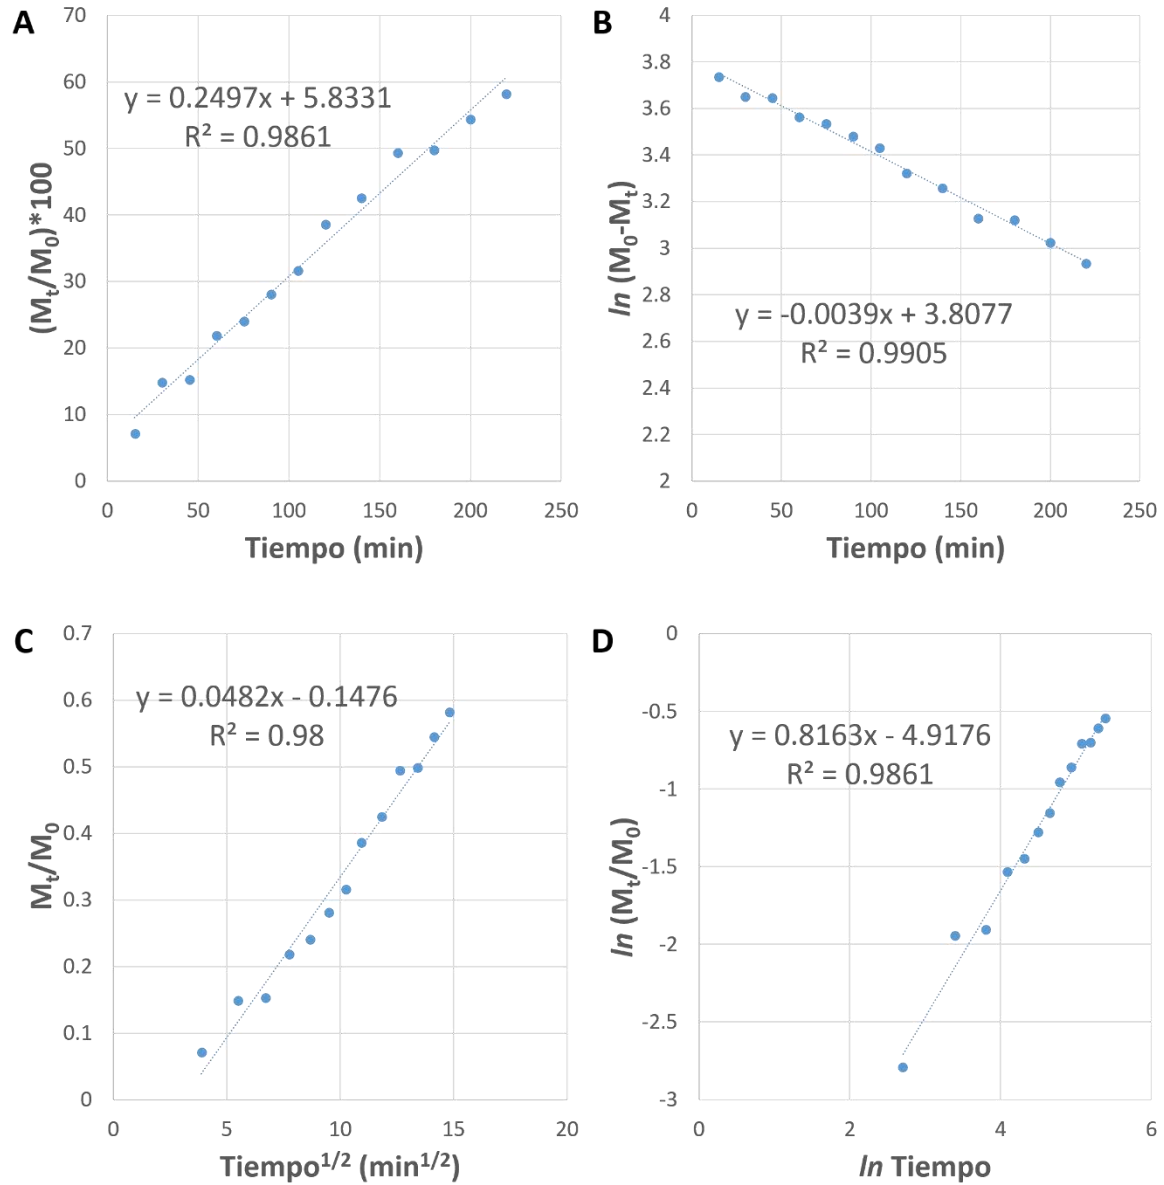 A
70
60
50
40
30
20
10
0
y = 0.2497x + 5.8331
R² = 0.9861
(Mₜ/M₀)*100
0 50 100 150 200 250
Tiempo (min)
B
4
3.8
3.6
3.4
3.2
3
2.8
2.6
2.4
2.2
2
y = -0.0039x + 3.8077
R² = 0.9905
ln (M₀-Mₜ)
0 50 100 150 200 250
Tiempo (min)
C
0.7
0.6
0.5
0.4
0.3
0.2
0.1
0
y = 0.0482x - 0.1476
R² = 0.98
Mₜ/M₀
0 5 10 15 20
Tiempo¹/² (min¹/²)
D
0
-0.5
-1
-1.5
-2
-2.5
-3
y = 0.8163x - 4.9176
R² = 0.9861
ln (Mₜ/M₀)
0 2 4 6
ln Tiempo